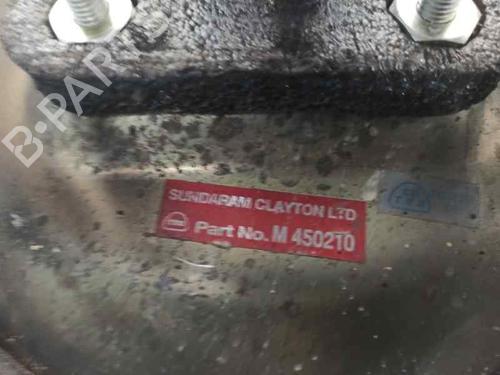 B-PARTS
SUNDARAM CLAYTON LTD
Part No. M 450210